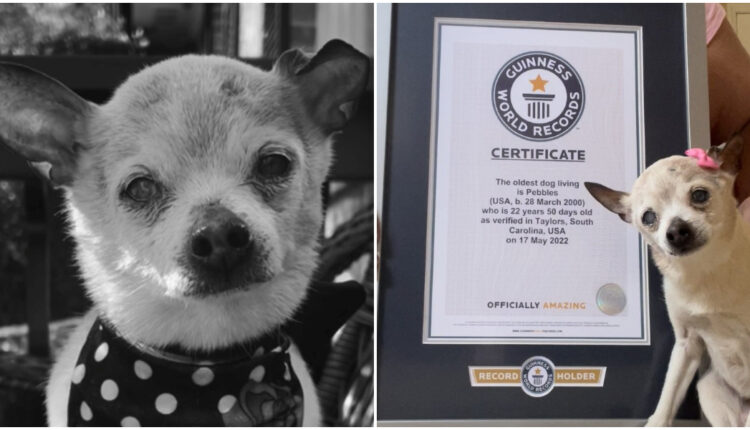 GUINNESS
WORLD RECORDS
CERTIFICATE
The oldest dog living
is Pebbles
(USA, b. 28 March 2000)
who is 22 years 50 days old
as verified in Taylors, South
Carolina, USA
on 17 May 2022
OFFICIALLY AMAZING
RECORD HOLDER